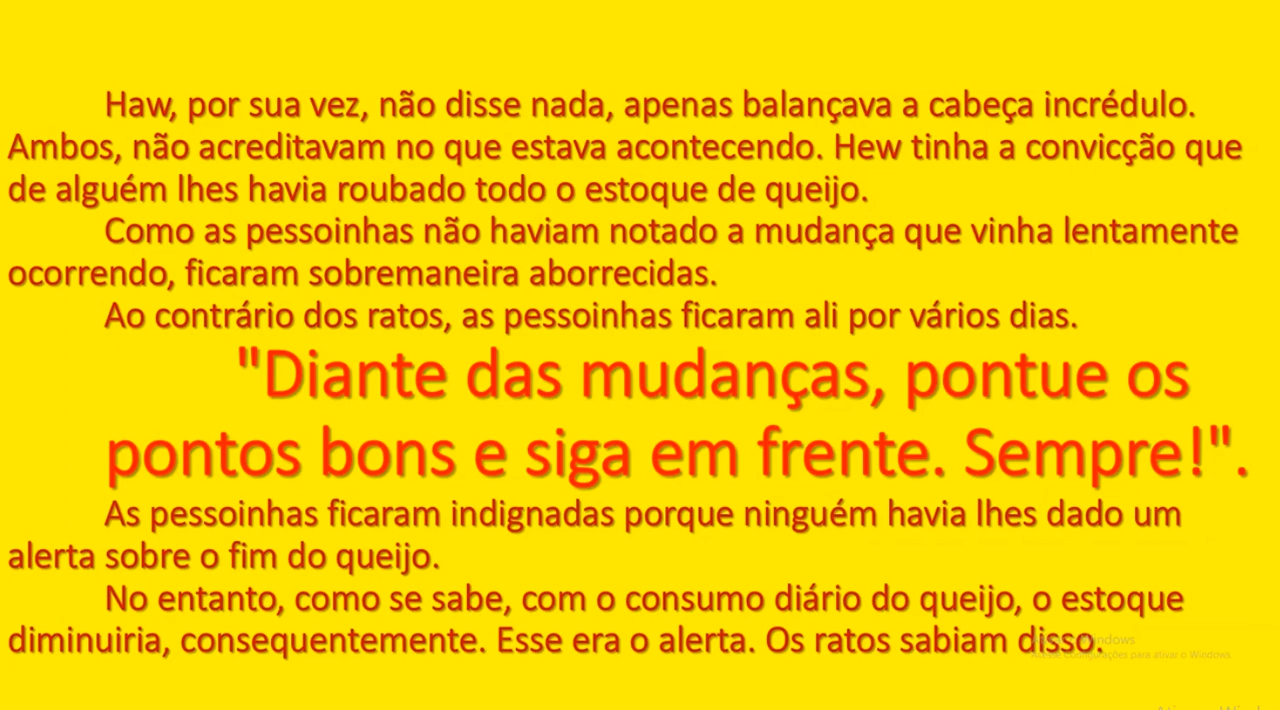 Haw, por sua vez, não disse nada, apenas balançava a cabeça incrédulo.
Ambos, não acreditavam no que estava acontecendo. Hew tinha a convicção que
de alguém lhes havia roubado todo o estoque de queijo.
Como as pessoinhas não haviam notado a mudança que vinha lentamente
ocorrendo, ficaram sobremaneira aborrecidas.
Ao contrário dos ratos, as pessoinhas ficaram ali por vários dias.
"Diante das mudanças, pontue os
pontos bons e siga em frente. Sempre!".
As pessoinhas ficaram indignadas porque ninguém havia lhes dado um
alerta sobre o fim do queijo.
No entanto, como se sabe, com o consumo diário do queijo, o estoque
diminuiria, consequentemente. Esse era o alerta. Os ratos sabiam disso.
Windows
configurações para ativar o Windows.